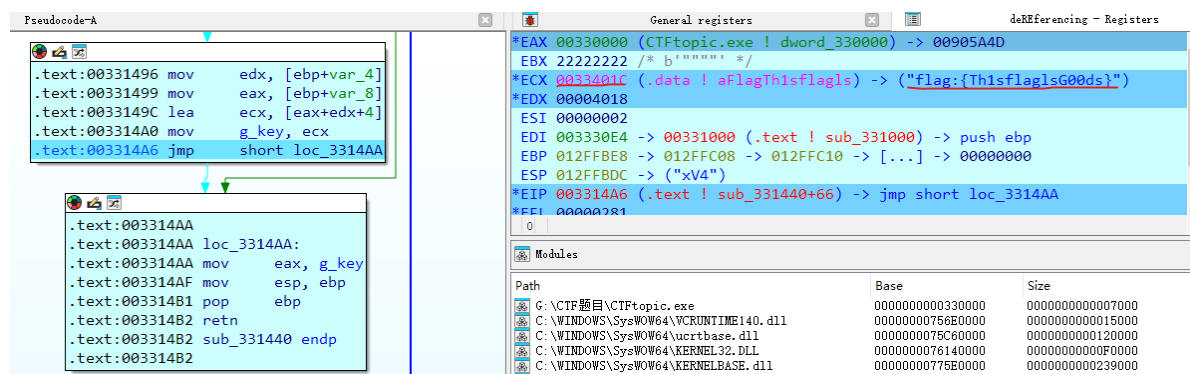 Pseudocode-A
.text:00331496 mov edx, [ebp+var_4]
.text:00331499 mov eax, [ebp+var_8]
.text:0033149C lea ecx, [eax+edx+4]
.text:003314A0 mov g_key, ecx
.text:003314A6 jmp short loc_3314AA
.text:003314AA
.text:003314AA loc_3314AA:
.text:003314AA mov eax, g_key
.text:003314AF mov esp, ebp
.text:003314B1 pop ebp
.text:003314B2 retn
.text:003314B2 sub_331440 endp
.text:003314B2
General registers
deREferencing - Registers
*EAX 00330000 (CTFtopic.exe ! dword_330000) -> 00905A4D
EBX 22222222 /* b'""""' */
*ECX 0033401C (.data ! aFlagTh1sflagls) -> ("flag:{Th1sflaglsG00ds}")
*EDX 00004018
ESI 00000002
EDI 003330E4 -> 00331000 (.text ! sub_331000) -> push ebp
EBP 012FFBE8 -> 012FFC08 -> 012FFC10 -> [...] -> 00000000
ESP 012FFBDC -> ("xV4")
*EIP 003314A6 (.text ! sub_331440+66) -> jmp short loc_3314AA
*EFL 00000281
0
Modules
Path Base Size
G:\CTF题目\CTFtopic.exe 0000000000330000 0000000000007000
C:\WINDOWS\SysWOW64\VCRUNTIME140.dll 00000000756E0000 0000000000015000
C:\WINDOWS\SysWOW64\ucrtbase.dll 0000000075C60000 0000000000120000
C:\WINDOWS\SysWOW64\KERNEL32.DLL 0000000076140000 00000000000F0000
C:\WINDOWS\SysWOW64\KERNELBASE.dll 00000000775E0000 0000000000239000